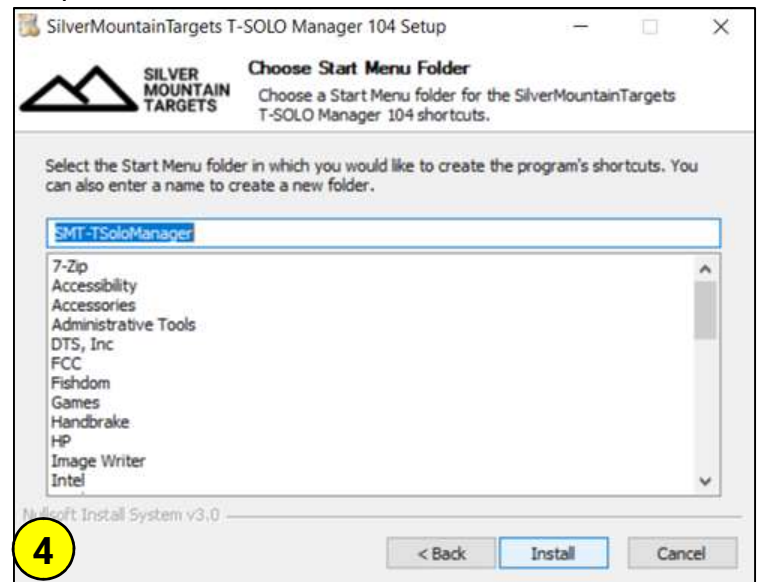 SilverMountainTargets T-SOLO Manager 104 Setup
SILVER
MOUNTAIN
TARGETS
Choose Start Menu Folder
Choose a Start Menu folder for the SilverMountainTargets
T-SOLO Manager 104 shortcuts.
Select the Start Menu folder in which you would like to create the program's shortcuts. You
can also enter a name to create a new folder.
SMT-TSoloManager
7-Zip
Accessibility
Accessories
Administrative Tools
DTS, Inc
FCC
Fishdom
Games
Handbrake
HP
Image Writer
Intel
Nullsoft Install System v3.0
4
< Back
Install
Cancel